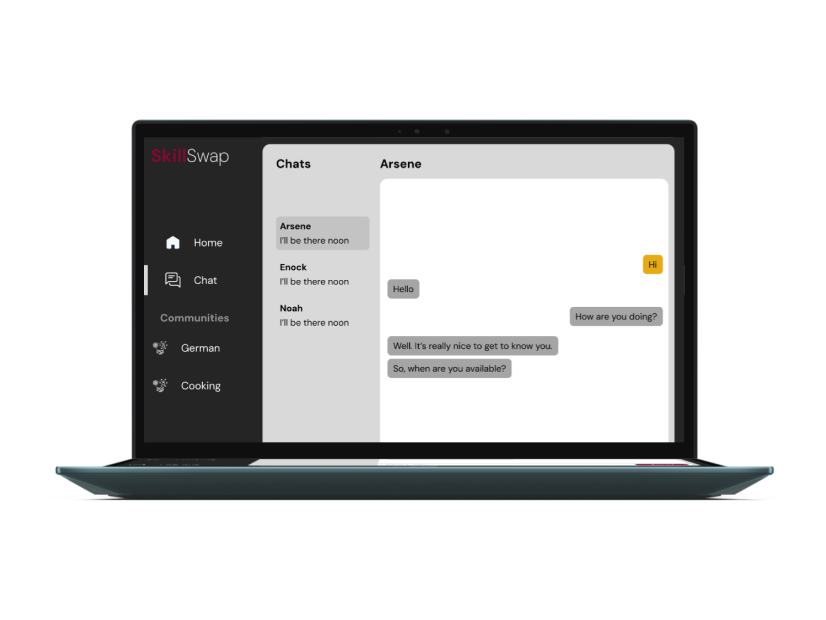 SkillSwap
Home
Chat
Communities
German
Cooking
Chats
Arsene
I'll be there noon
Enock
I'll be there noon
Noah
I'll be there noon
Arsene
Hi
Hello
How are you doing?
Well. It's really nice to get to know you.
So, when are you available?